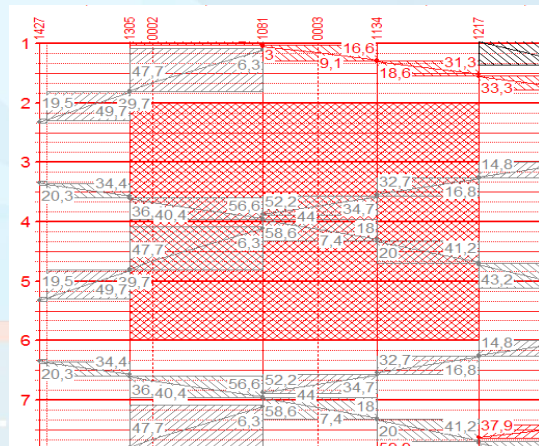 1427 1305 0002 1081 0003 1134 1217
1
47,7 6,3 3 9,1 16,6 18,6 31,3 33,3
2
19,5 49,7 39,7
3
34,4 20,3 32,7 14,8 16,8
36 40,4 56,6 52,2 44 34,7
4
58,6 7,4 18 20 41,2 43,2
47,7 6,3
5
19,5 49,7 39,7
6
34,4 20,3 32,7 14,8 16,8
36 40,4 56,6 52,2 44 34,7
7
58,6 7,4 18 20 41,2 37,9
47,7 6,3